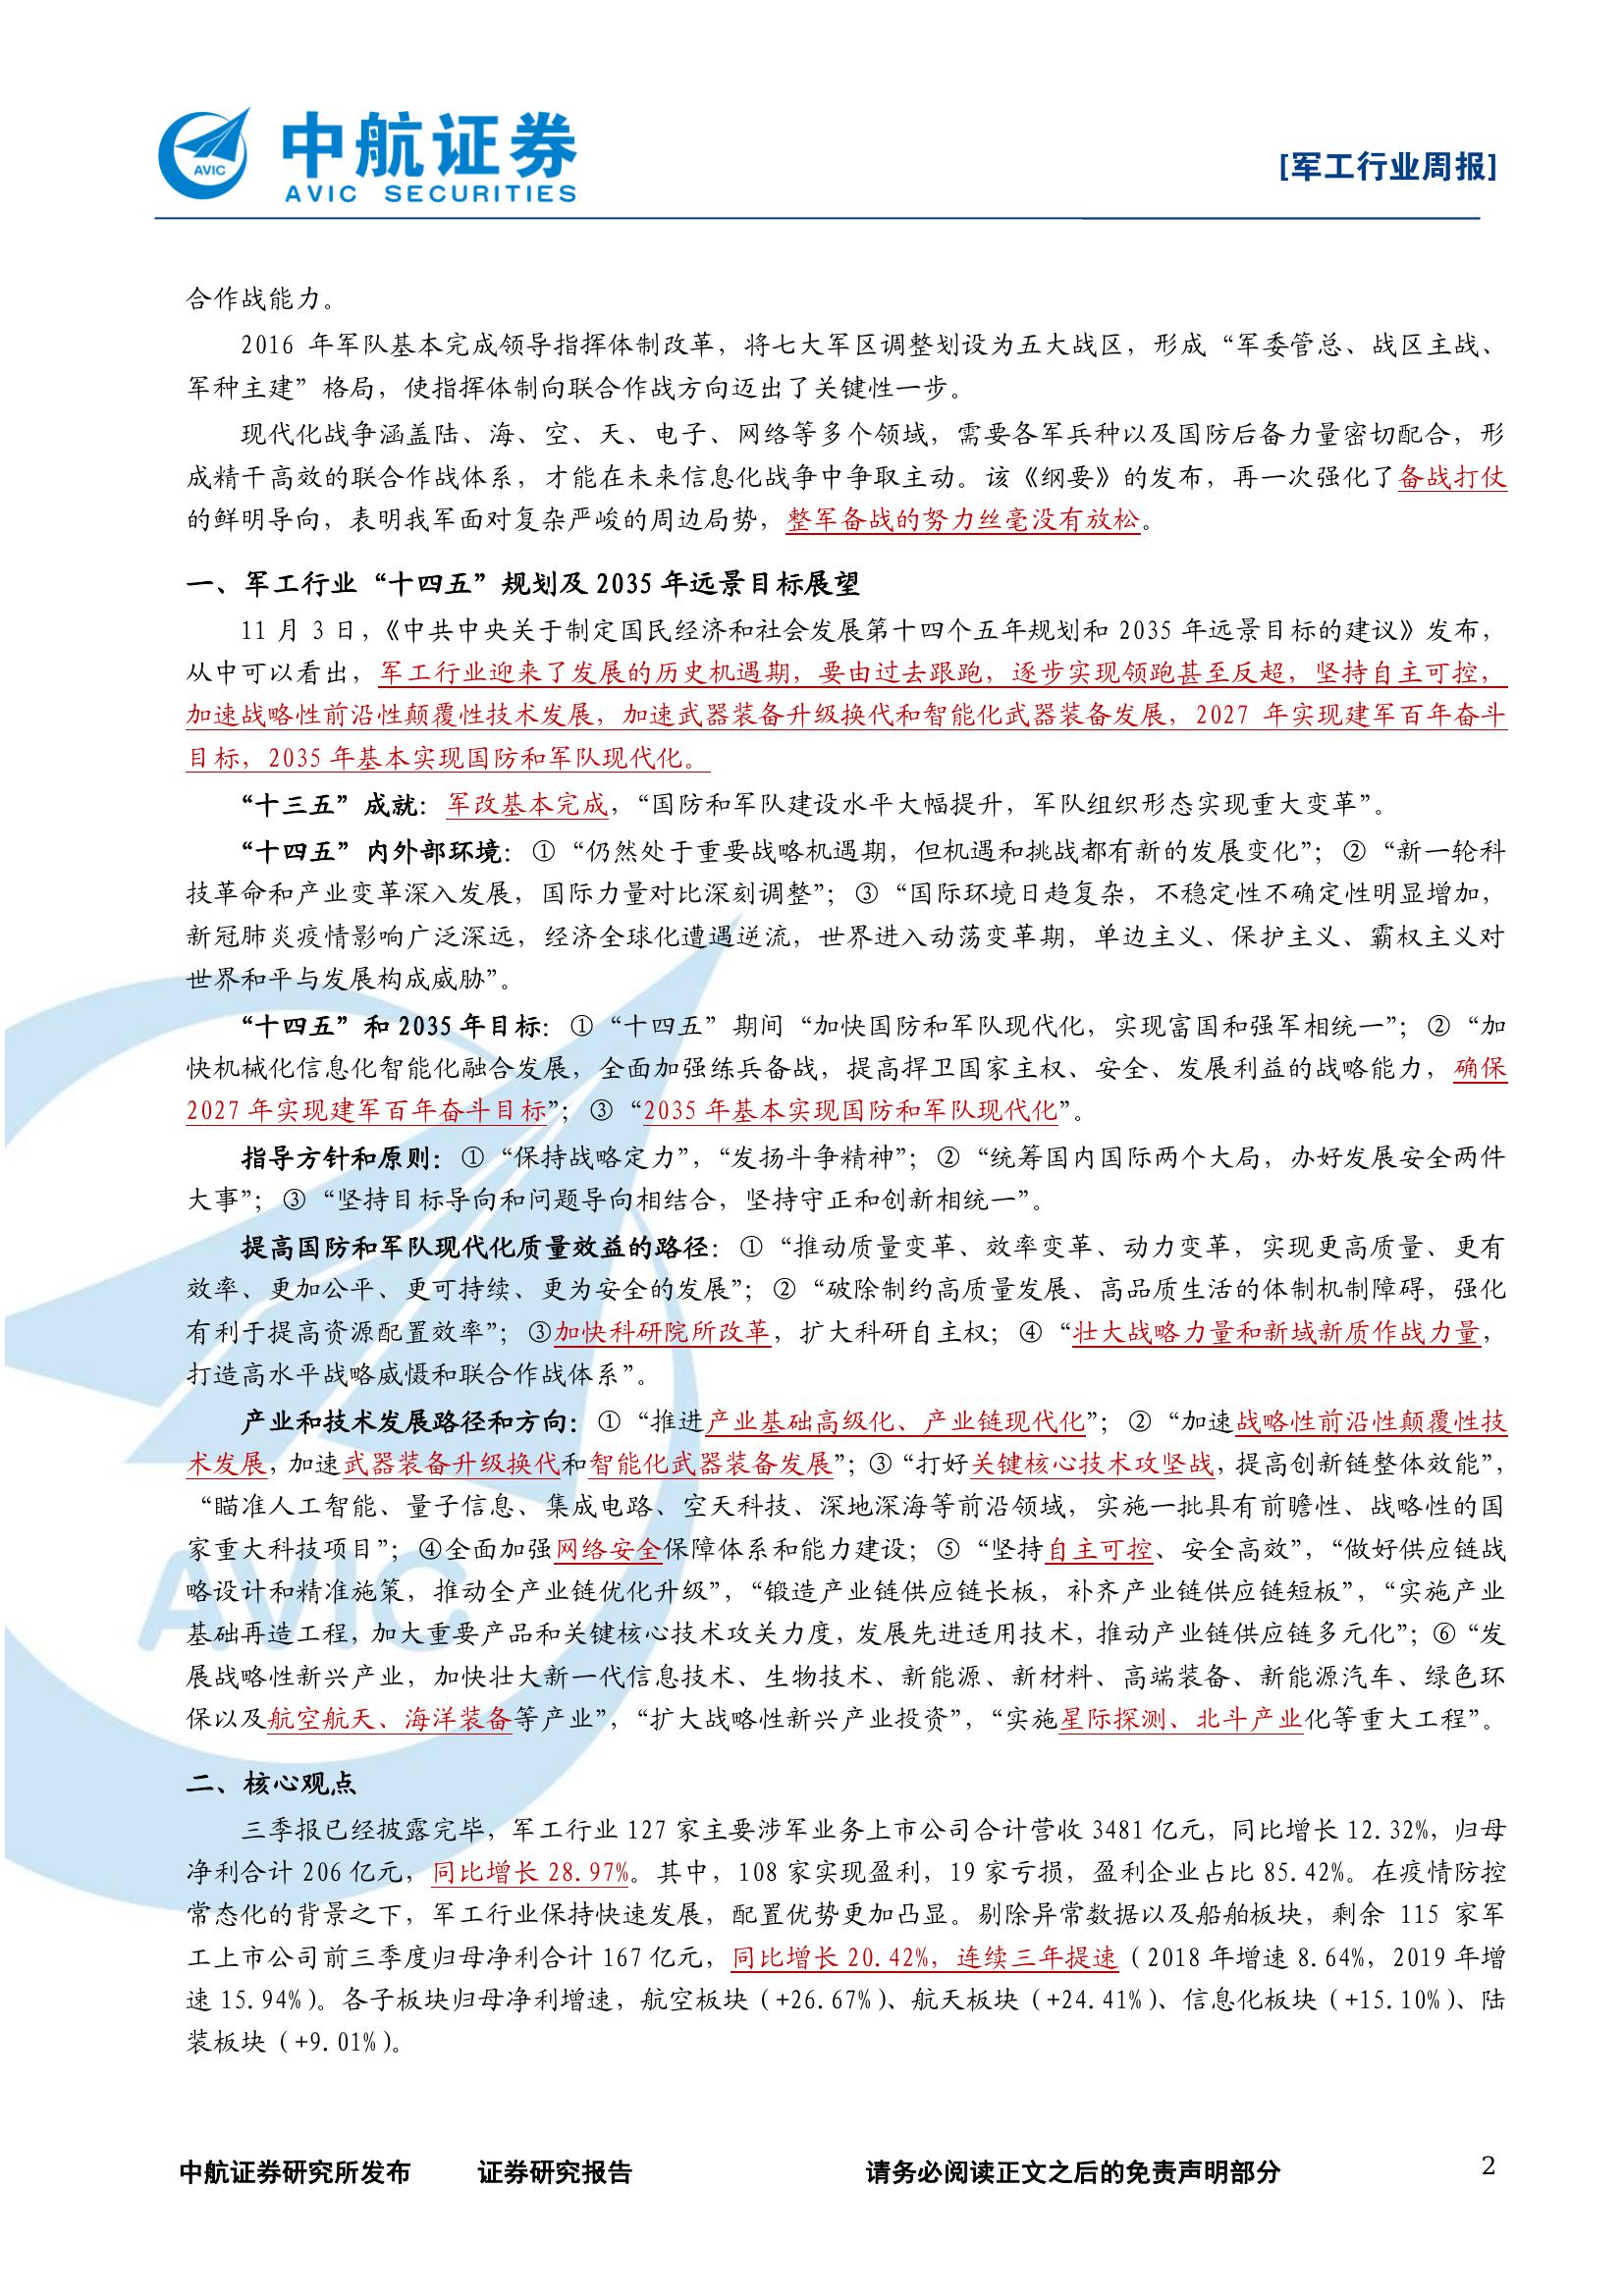 中航证券
AVIC SECURITIES
AVIC
[军工行业周报]
合作战能力。
2016 年军队基本完成领导指挥体制改革，将七大军区调整划设为五大战区，形成“军委管总、战区主战、
军种主建”格局，使指挥体制向联合作战方向迈出了关键性一步。
现代化战争涵盖陆、海、空、天、电子、网络等多个领域，需要各军兵种以及国防后备力量密切配合，形
成精干高效的联合作战体系，才能在未来信息化战争中争取主动。该《纲要》的发布，再一次强化了备战打仗
的鲜明导向，表明我军面对复杂严峻的周边局势，整军备战的努力丝毫没有放松。
一、军工行业“十四五”规划及 2035 年远景目标展望
11 月 3 日，《中共中央关于制定国民经济和社会发展第十四个五年规划和 2035 年远景目标的建议》发布，
从中可以看出，军工行业迎来了发展的历史机遇期，要由过去跟跑，逐步实现领跑甚至反超，坚持自主可控，
加速战略性前沿性颠覆性技术发展，加速武器装备升级换代和智能化武器装备发展，2027 年实现建军百年奋斗
目标，2035 年基本实现国防和军队现代化。
“十三五”成就：军改基本完成，“国防和军队建设水平大幅提升，军队组织形态实现重大变革”。
“十四五”内外部环境：①“仍然处于重要战略机遇期，但机遇和挑战都有新的发展变化”；②“新一轮科
技革命和产业变革深入发展，国际力量对比深刻调整”；③“国际环境日趋复杂，不稳定性不确定性明显增加，
新冠肺炎疫情影响广泛深远，经济全球化遭遇逆流，世界进入动荡变革期，单边主义、保护主义、霸权主义对
世界和平与发展构成威胁”。
“十四五”和 2035 年目标：①“十四五”期间“加快国防和军队现代化，实现富国和强军相统一”；②“加
快机械化信息化智能化融合发展，全面加强练兵备战，提高捍卫国家主权、安全、发展利益的战略能力，确保
2027 年实现建军百年奋斗目标”；③“2035 年基本实现国防和军队现代化”。
指导方针和原则：①“保持战略定力”，“发扬斗争精神”；②“统筹国内国际两个大局，办好发展安全两件
大事”；③“坚持目标导向和问题导向相结合，坚持守正和创新相统一”。
提高国防和军队现代化质量效益的路径：①“推动质量变革、效率变革、动力变革，实现更高质量、更有
效率、更加公平、更可持续、更为安全的发展”；②“破除制约高质量发展、高品质生活的体制机制障碍，强化
有利于提高资源配置效率”；③加快科研院所改革，扩大科研自主权；④“壮大战略力量和新域新质作战力量，
打造高水平战略威慑和联合作战体系”。
产业和技术发展路径和方向：①“推进产业基础高级化、产业链现代化”；②“加速战略性前沿性颠覆性技
术发展，加速武器装备升级换代和智能化武器装备发展”；③“打好关键核心技术攻坚战，提高创新链整体效能”，
“瞄准人工智能、量子信息、集成电路、空天科技、深地深海等前沿领域，实施一批具有前瞻性、战略性的国
家重大科技项目”；④全面加强网络安全保障体系和能力建设；⑤“坚持自主可控、安全高效”，“做好供应链战
略设计和精准施策，推动全产业链优化升级”，“锻造产业链供应链长板，补齐产业链供应链短板”，“实施产业
基础再造工程，加大重要产品和关键核心技术攻关力度，发展先进适用技术，推动产业链供应链多元化”；⑥“发
展战略性新兴产业，加快壮大新一代信息技术、生物技术、新能源、新材料、高端装备、新能源汽车、绿色环
保以及航空航天、海洋装备等产业”，“扩大战略性新兴产业投资”，“实施星际探测、北斗产业化等重大工程”。
二、核心观点
三季报已经披露完毕，军工行业 127 家主要涉军业务上市公司合计营收 3481 亿元，同比增长 12.32%，归母
净利合计 206 亿元，同比增长 28.97%。其中，108 家实现盈利，19 家亏损，盈利企业占比 85.42%。在疫情防控
常态化的背景之下，军工行业保持快速发展，配置优势更加凸显。剔除异常数据以及船舶板块，剩余 115 家军
工上市公司前三季度归母净利合计 167 亿元，同比增长 20.42%，连续三年提速（2018 年增速 8.64%，2019 年增
速 15.94%）。各子板块归母净利增速，航空板块（+26.67%）、航天板块（+24.41%）、信息化板块（+15.10%）、陆
装板块（+9.01%）。
AVIC
中航证券研究所发布 证券研究报告 请务必阅读正文之后的免责声明部分 2